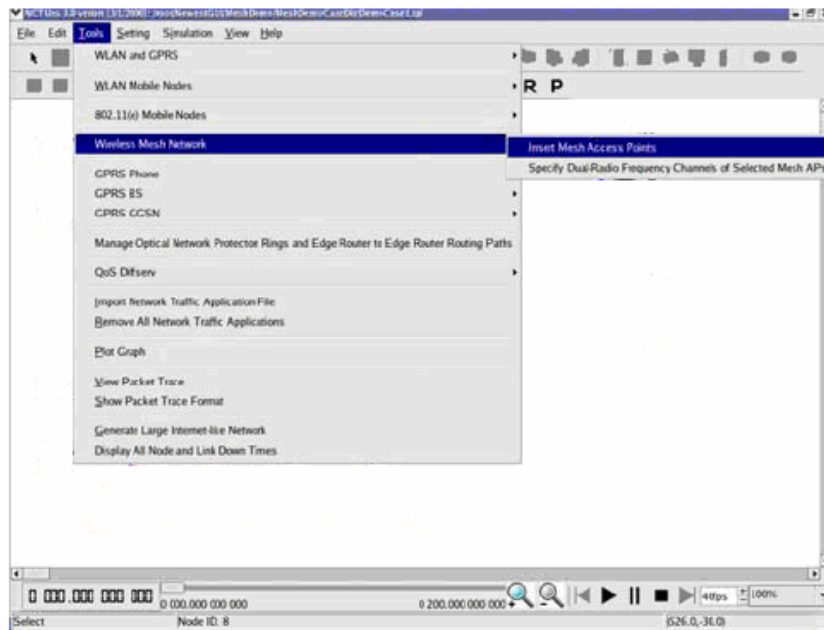 NCTUns 3.0
File Edit Tools Setting Simulation View Help
WLAN and GPRS
WLAN Mobile Nodes
R P
802.11(e) Mobile Nodes
Wireless Mesh Network
Insert Mesh Access Points
Specify Dual-Radio Frequency Channels of Selected Mesh APs
GPRS Phone
GPRS BS
GPRS GGSN
Manage Optical Network Protector Rings and Edge Router to Edge Router Routing Paths
QoS Diffserv
Import Network Traffic Application File
Remove All Network Traffic Applications
Plot Graph
View Packet Trace
Show Packet Trace Format
Generate Large Internet-like Network
Display All Node and Link Down Times
0 000.000 000 000
0 000.000 000 000
0 200.000 000 000
40fps
100%
Select
Node ID: 8
(626.0,-31.0)